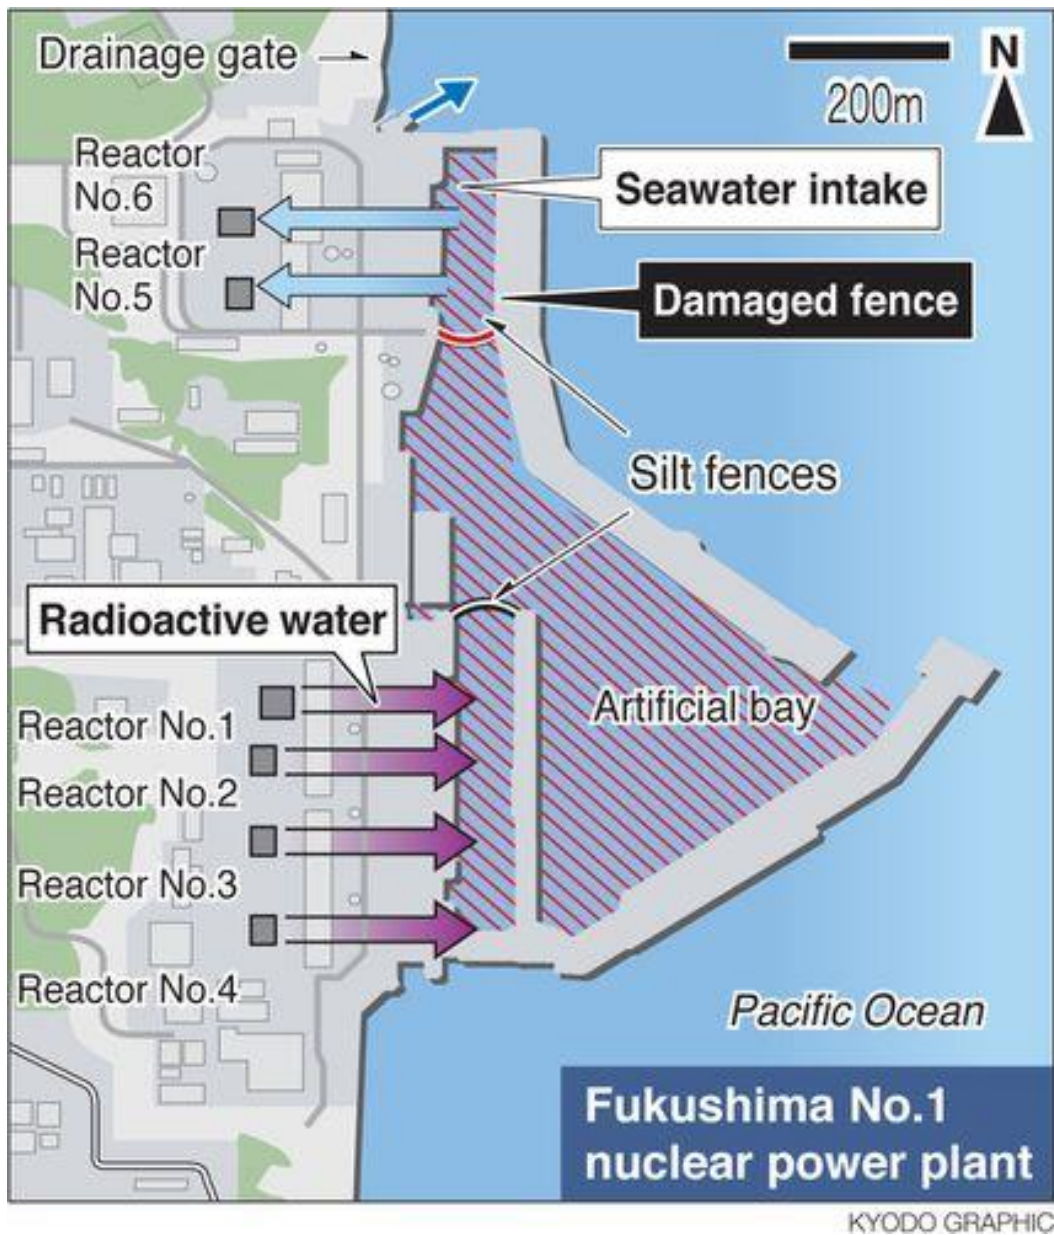 Drainage gate
200m
N
Reactor
No.6
Seawater intake
Reactor
No.5
Damaged fence
Silt fences
Radioactive water
Artificial bay
Reactor No.1
Reactor No.2
Reactor No.3
Reactor No.4
Pacific Ocean
Fukushima No.1
nuclear power plant
KYODO GRAPHIC